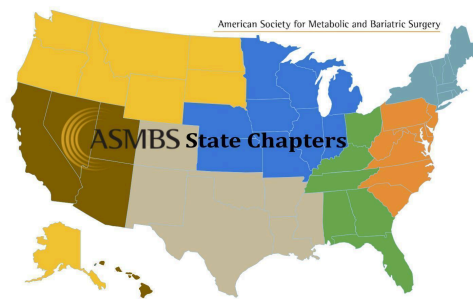 American Society for Metabolic and Bariatric Surgery
ASMBS State Chapters